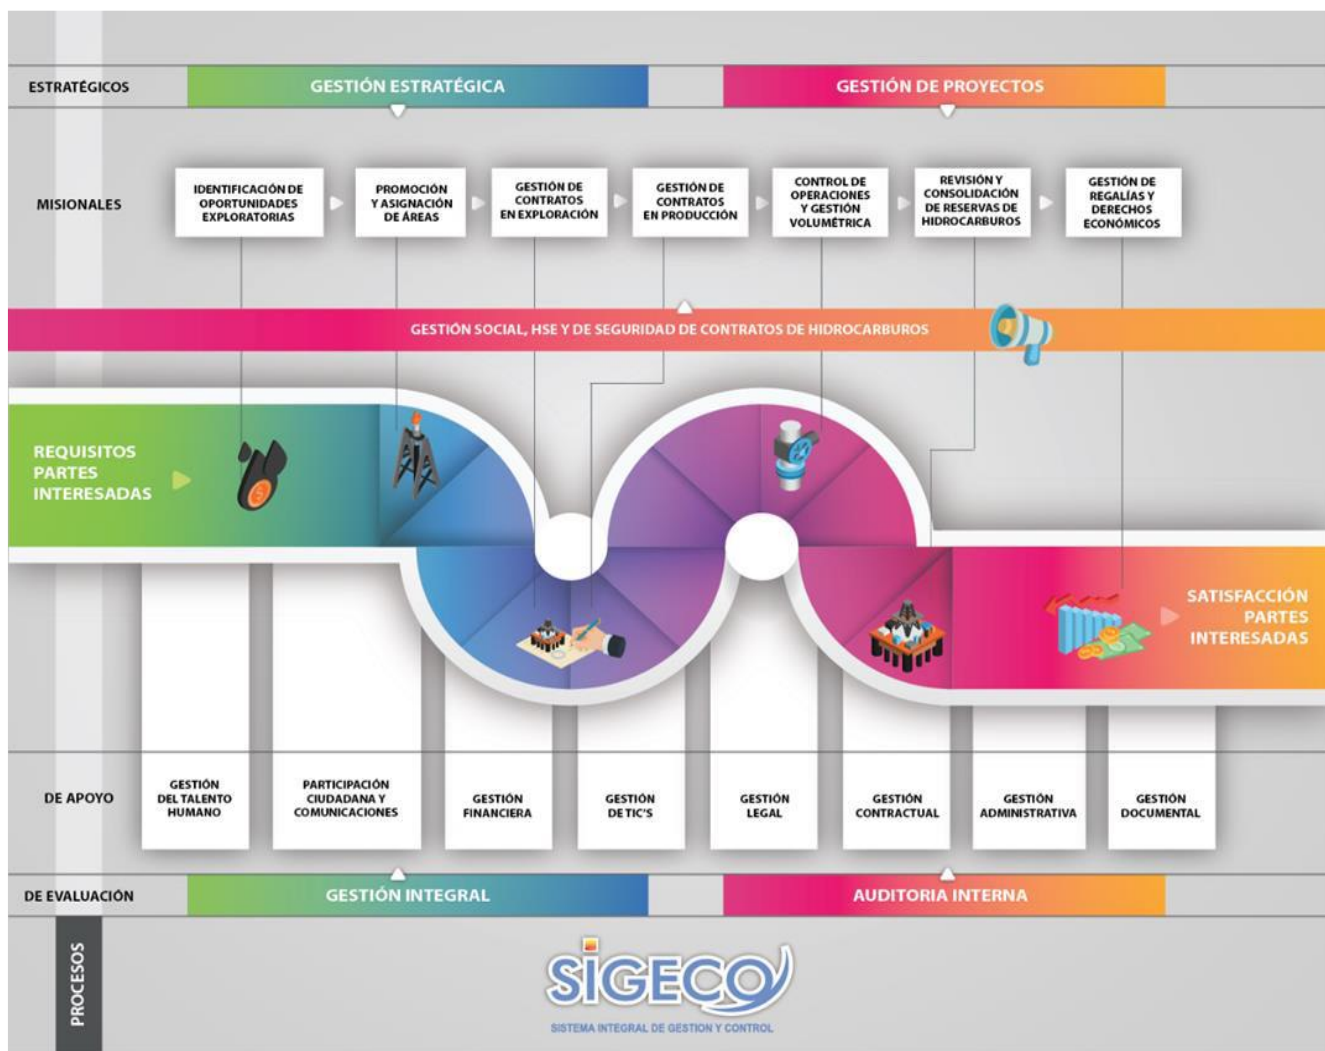 ESTRATÉGICOS
GESTIÓN ESTRATÉGICA
GESTIÓN DE PROYECTOS
MISIONALES
IDENTIFICACIÓN DE
OPORTUNIDADES
EXPLORATORIAS
PROMOCIÓN
Y ASIGNACIÓN
DE ÁREAS
GESTIÓN DE
CONTRATOS
EN EXPLORACIÓN
GESTIÓN DE
CONTRATOS
EN PRODUCCIÓN
CONTROL DE
OPERACIONES
Y GESTIÓN
VOLUMÉTRICA
REVISIÓN Y
CONSOLIDACIÓN
DE RESERVAS DE
HIDROCARBUROS
GESTIÓN DE
REGALÍAS Y
DERECHOS
ECONÓMICOS
GESTIÓN SOCIAL, HSE Y DE SEGURIDAD DE CONTRATOS DE HIDROCARBUROS
REQUISITOS
PARTES
INTERESADAS
$
SATISFACCIÓN
PARTES
INTERESADAS
DE APOYO
GESTIÓN
DEL TALENTO
HUMANO
PARTICIPACIÓN
CIUDADANA Y
COMUNICACIONES
GESTIÓN
FINANCIERA
GESTIÓN
DE TIC'S
GESTIÓN
LEGAL
GESTIÓN
CONTRACTUAL
GESTIÓN
ADMINISTRATIVA
GESTIÓN
DOCUMENTAL
DE EVALUACIÓN
GESTIÓN INTEGRAL
AUDITORIA INTERNA
PROCESOS
SIGECO
SISTEMA INTEGRAL DE GESTION Y CONTROL